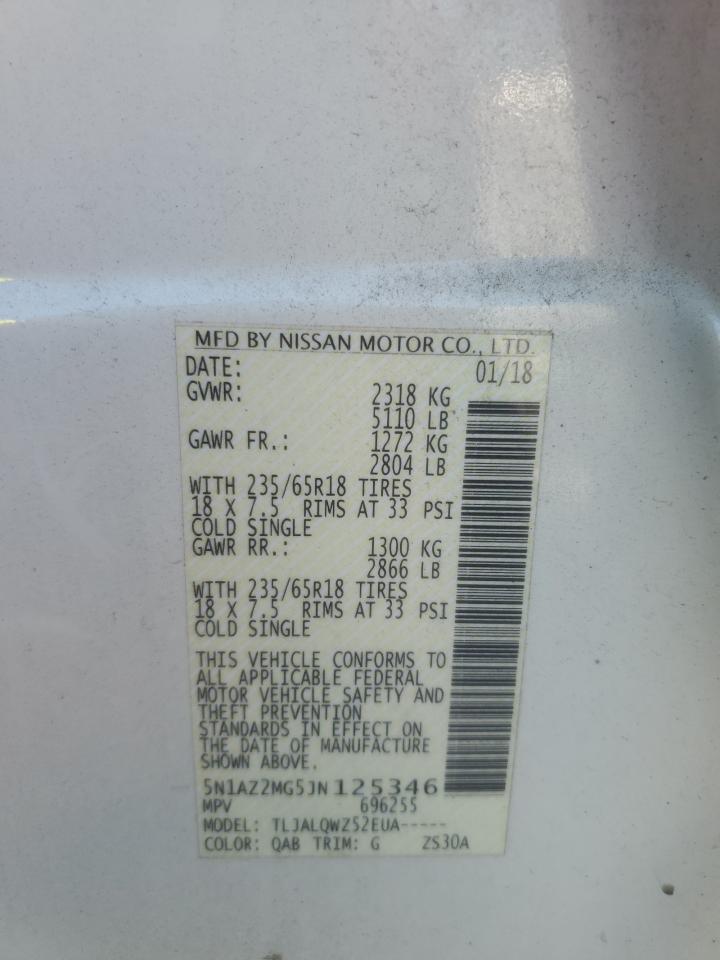 MFD BY NISSAN MOTOR CO., LTD.
DATE: 01/18
GVWR: 2318 KG
5110 LB
GAWR FR.: 1272 KG
2804 LB
WITH 235/65R18 TIRES
18 X 7.5 RIMS AT 33 PSI
COLD SINGLE
GAWR RR.: 1300 KG
2866 LB
WITH 235/65R18 TIRES
18 X 7.5 RIMS AT 33 PSI
COLD SINGLE
THIS VEHICLE CONFORMS TO
ALL APPLICABLE FEDERAL
MOTOR VEHICLE SAFETY AND
THEFT PREVENTION
STANDARDS IN EFFECT ON
THE DATE OF MANUFACTURE
SHOWN ABOVE.
5N1AZ2MG5JN125346
MPV 696255
MODEL: TLJALQWZ52EUA-----
COLOR: QAB TRIM: G ZS30A